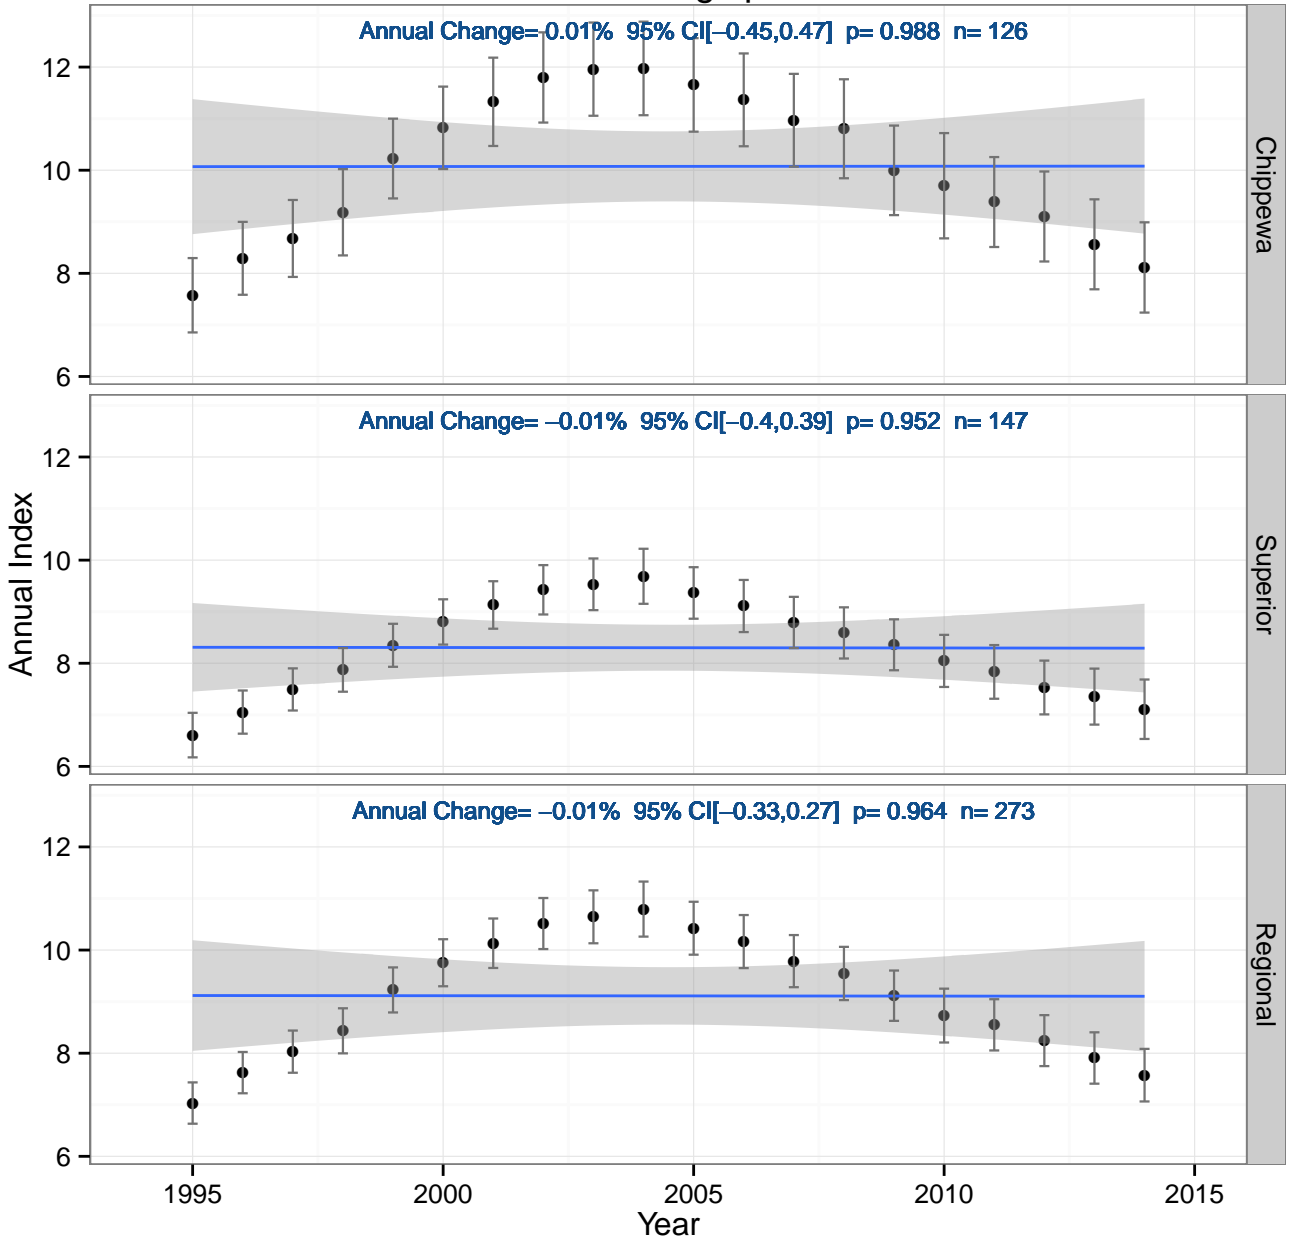 Annual Change= 0.01%  95% CI[−0.45,0.47]  p= 0.988  n= 126
12
10
8
6
Chippewa
Annual Change= −0.01%  95% CI[−0.4,0.39]  p= 0.952  n= 147
12
10
8
6
Superior
Annual Index
Annual Change= −0.01%  95% CI[−0.33,0.27]  p= 0.964  n= 273
12
10
8
6
Regional
1995 2000 2005 2010 2015
Year